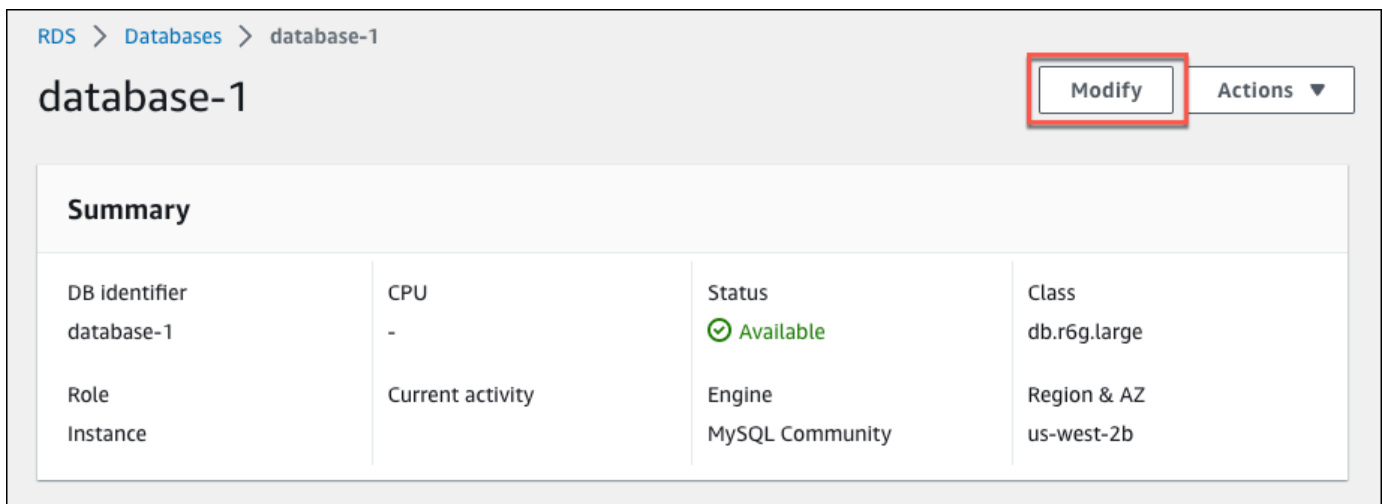 RDS > Databases > database-1
database-1
Modify
Actions ▼
Summary
DB identifier
database-1
CPU
-
Status
Available
Class
db.r6g.large
Role
Instance
Current activity
Engine
MySQL Community
Region & AZ
us-west-2b